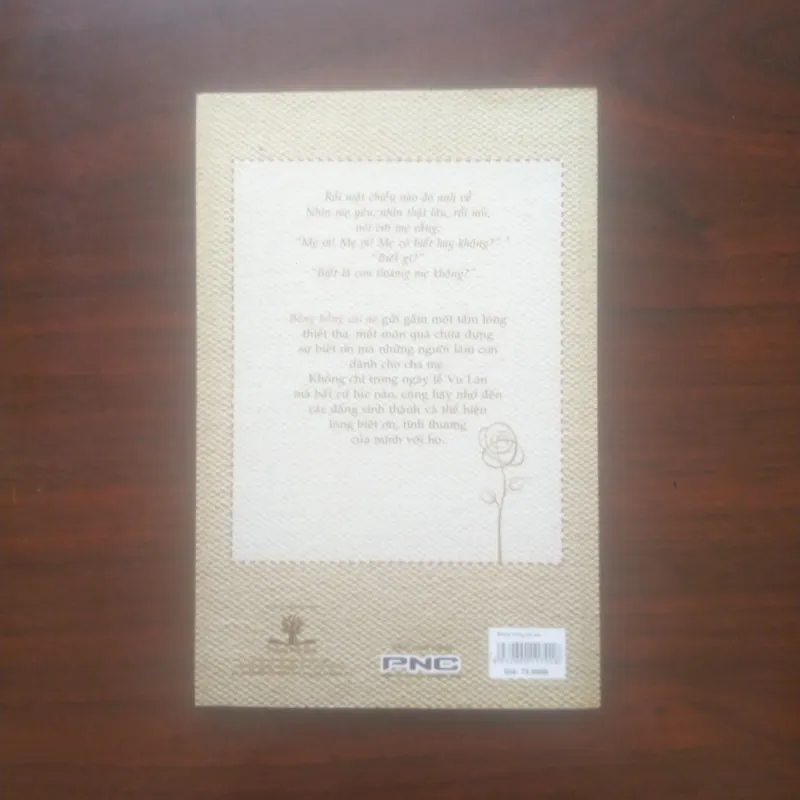 Rồi một chiều nào đó anh về
Nhìn mẹ yêu, nhìn thật lâu, rồi nói,
nói với mẹ rằng:
“Mẹ ơi! Mẹ ơi! Mẹ có biết hay không?”
“Biết gì?”
“Biết là con thương mẹ không?”...
Bông hồng cài áo gửi gắm một tấm lòng
thiết tha, một món quà chứa đựng
sự biết ơn mà những người làm con
dành cho cha mẹ.
Không chỉ trong ngày lễ Vu Lan
mà bất cứ lúc nào, cũng hãy nhớ đến
các đấng sinh thành và thể hiện
lòng biết ơn, tình thương
của mình với họ.
PNC
Bông hồng cài áo